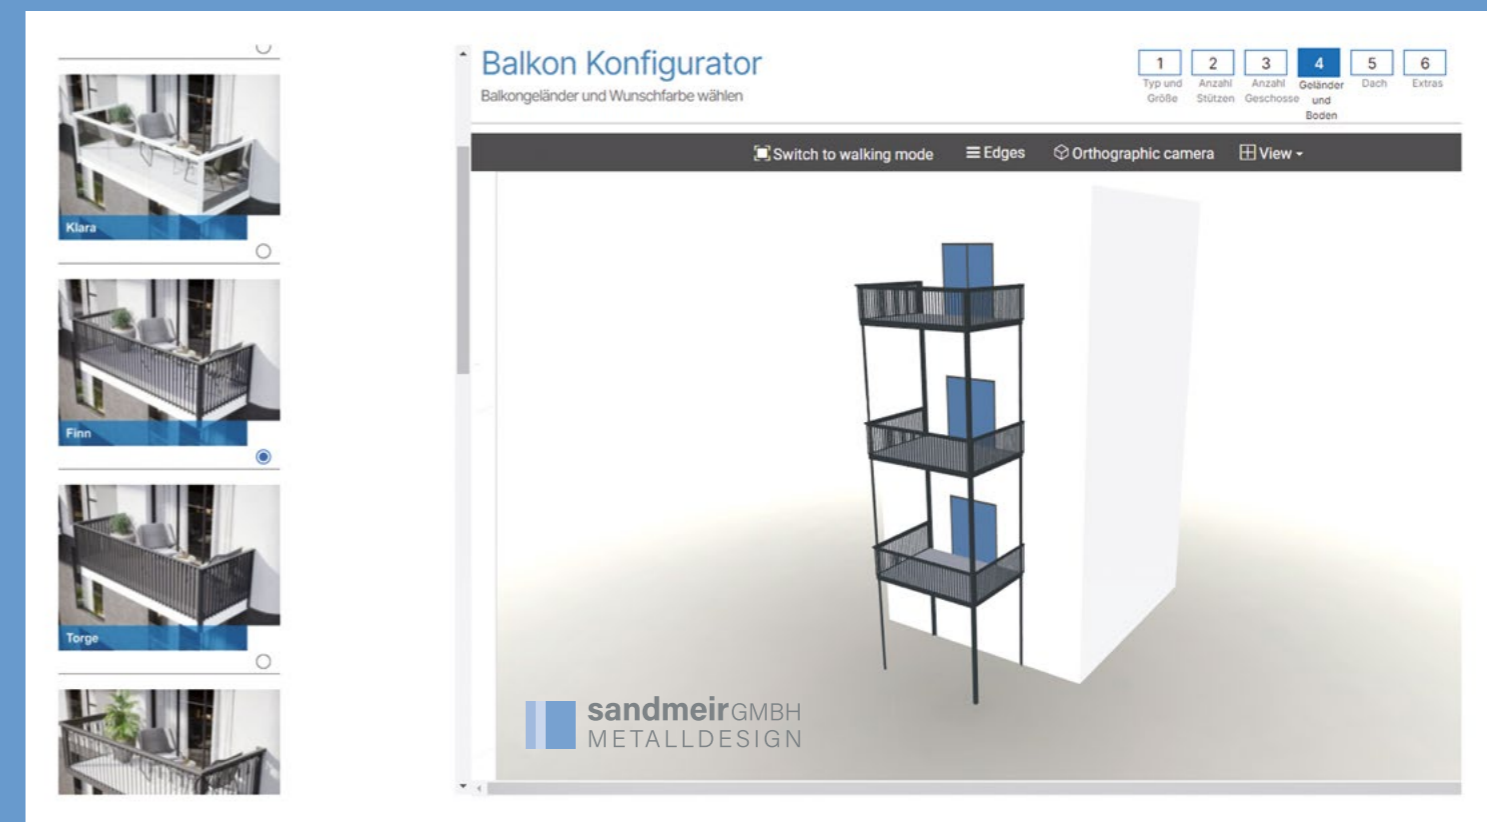 Klara
Finn
Torge
Balkon Konfigurator
Balkongeländer und Wunschfarbe wählen
1
Typ und
Größe
2
Anzahl
Stützen
3
Anzahl
Geschosse
4
Geländer
und
Boden
5
Dach
6
Extras
Switch to walking mode
Edges
Orthographic camera
View
sandmeirGMBH
METALLDESIGN